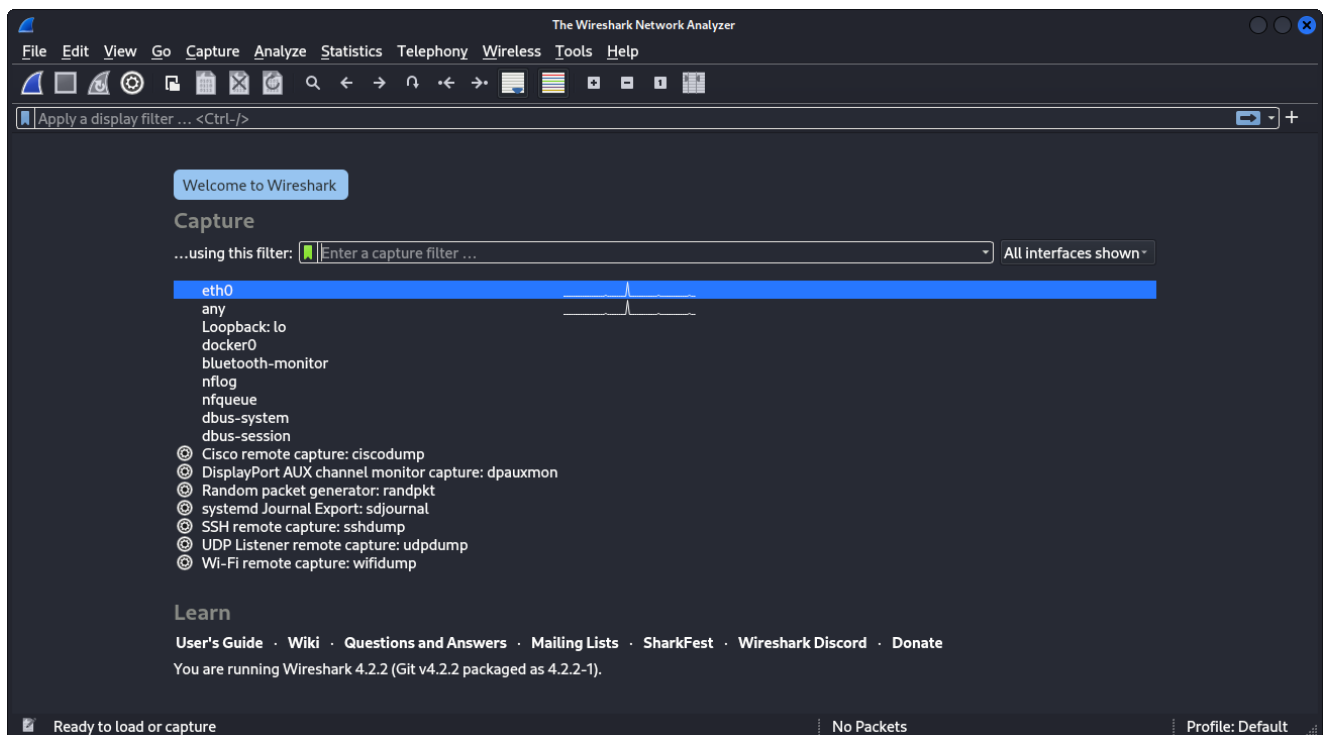 The Wireshark Network Analyzer
File Edit View Go Capture Analyze Statistics Telephony Wireless Tools Help
Apply a display filter … <Ctrl-/>
Welcome to Wireshark
Capture
…using this filter: Enter a capture filter … All interfaces shown
eth0
any
Loopback: lo
docker0
bluetooth-monitor
nflog
nfqueue
dbus-system
dbus-session
Cisco remote capture: ciscodump
DisplayPort AUX channel monitor capture: dpauxmon
Random packet generator: randpkt
systemd Journal Export: sdjournal
SSH remote capture: sshdump
UDP Listener remote capture: udpdump
Wi-Fi remote capture: wifidump
Learn
User's Guide · Wiki · Questions and Answers · Mailing Lists · SharkFest · Wireshark Discord · Donate
You are running Wireshark 4.2.2 (Git v4.2.2 packaged as 4.2.2-1).
Ready to load or capture No Packets Profile: Default